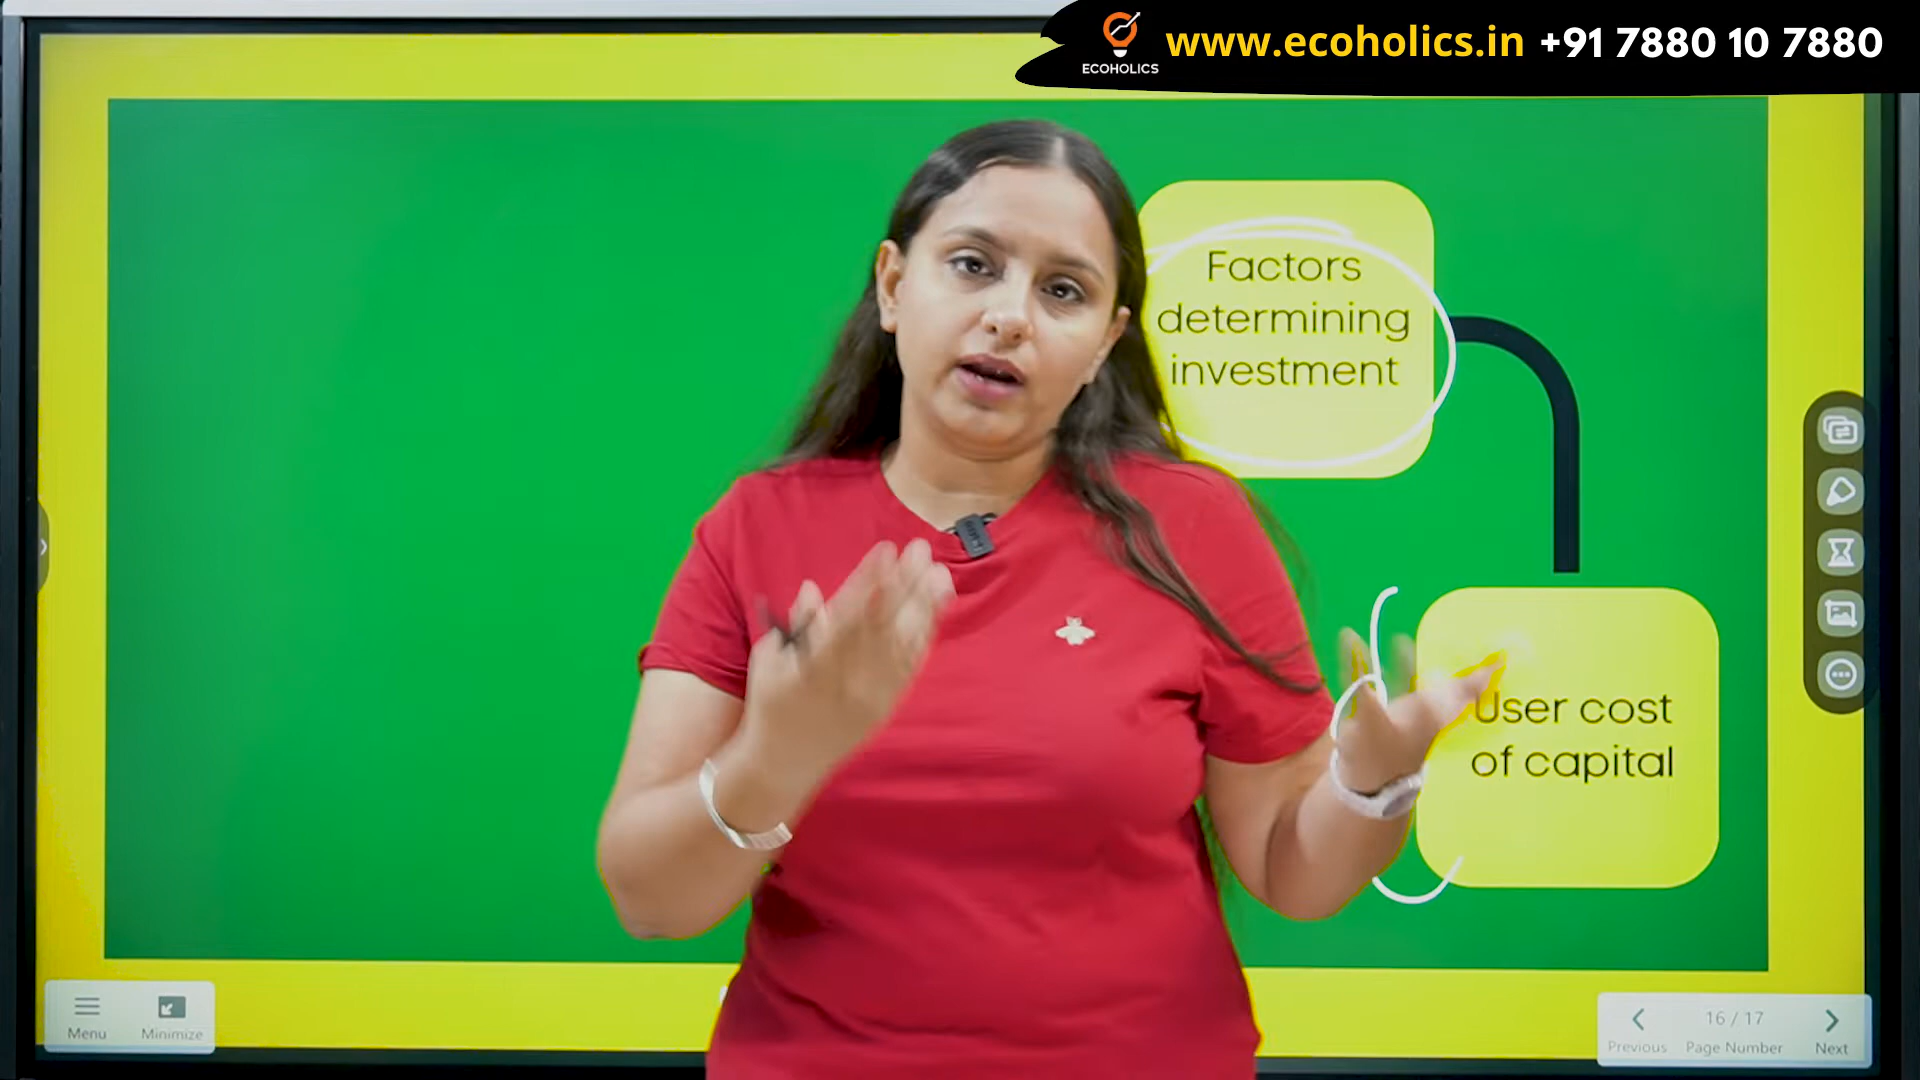 www.ecoholics.in +91 7880 10 7880
ECOHOLICS
Factors
determining
investment
User cost
of capital
Menu
Minimize
16 / 17
Previous
Page Number
Next